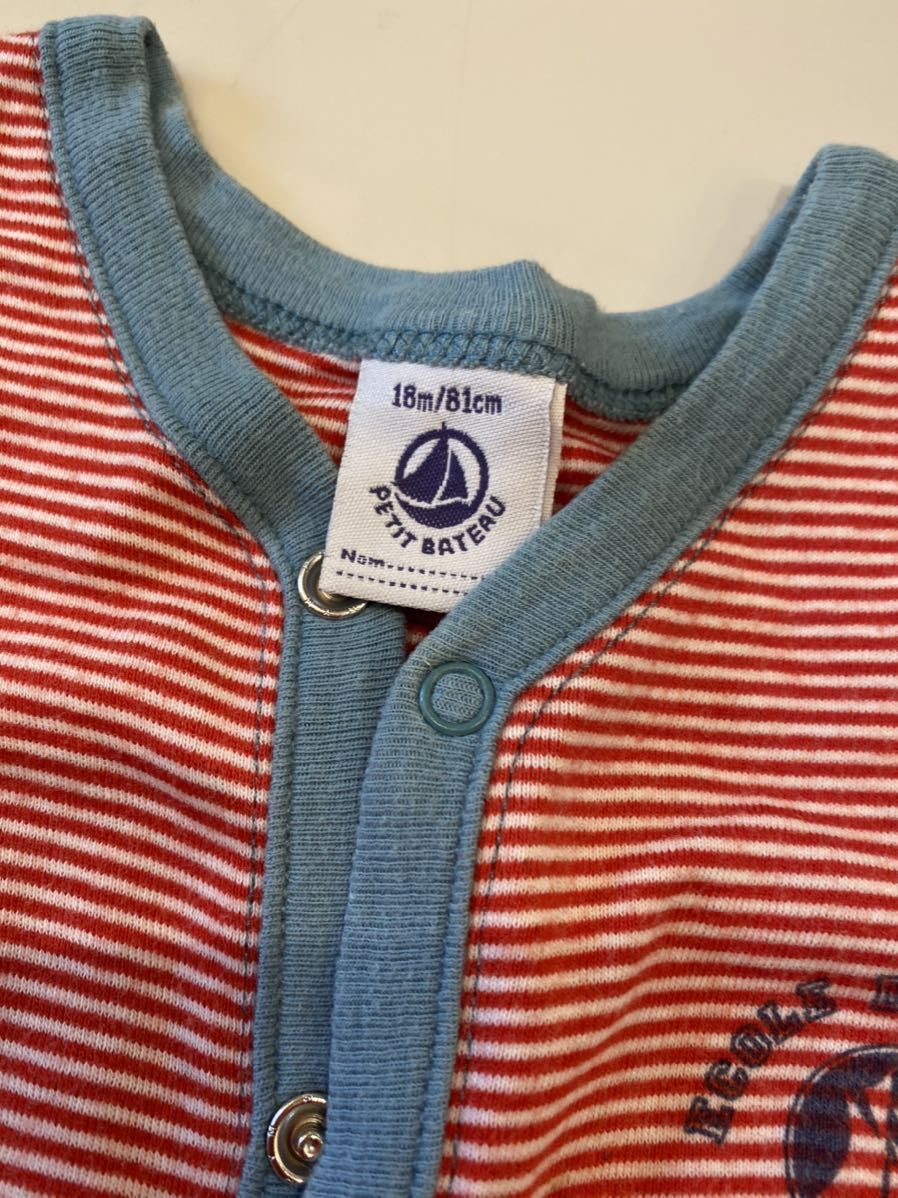 18m/81cm
PETIT BATEAU
Nom
ECOLE